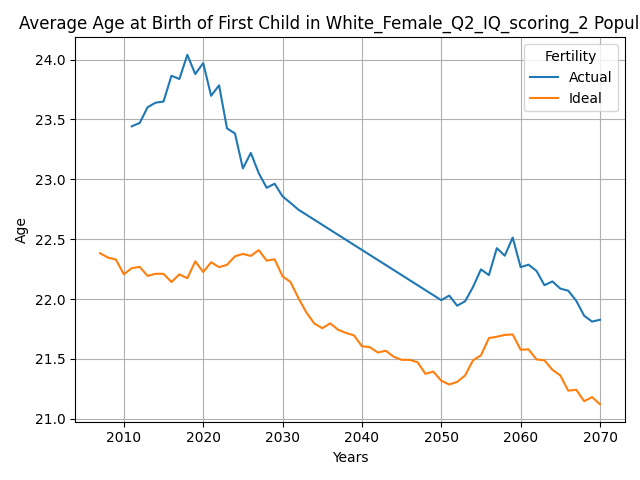 Average Age at Birth of First Child in White_Female_Q2_IQ_scoring_2 Popul
24.0
23.5
23.0
22.5
22.0
21.5
21.0
Age
Fertility
Actual
Ideal
2010 2020 2030 2040 2050 2060 2070
Years